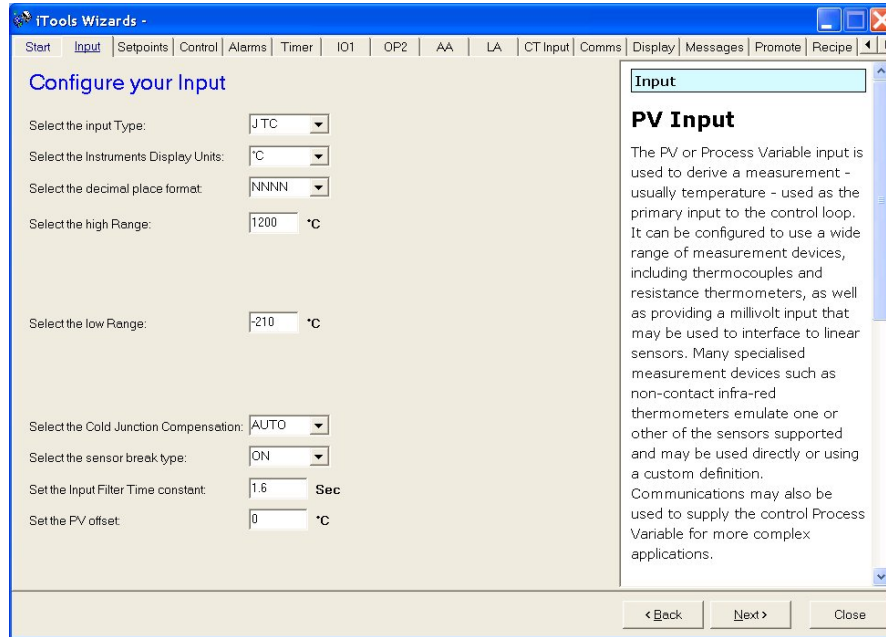 iTools Wizards -
Start Input Setpoints Control Alarms Timer IO1 OP2 AA LA CT Input Comms Display Messages Promote Recipe
Configure your Input
Select the input Type: J TC
Select the Instruments Display Units: °C
Select the decimal place format: NNNN
Select the high Range: 1200 °C
Select the low Range: -210 °C
Select the Cold Junction Compensation: AUTO
Select the sensor break type: ON
Set the Input Filter Time constant: 1.6 Sec
Set the PV offset: 0 °C
Input
PV Input
The PV or Process Variable input is
used to derive a measurement -
usually temperature - used as the
primary input to the control loop.
It can be configured to use a wide
range of measurement devices,
including thermocouples and
resistance thermometers, as well
as providing a millivolt input that
may be used to interface to linear
sensors. Many specialised
measurement devices such as
non-contact infra-red
thermometers emulate one or
other of the sensors supported
and may be used directly or using
a custom definition.
Communications may also be
used to supply the control Process
Variable for more complex
applications.
< Back Next > Close